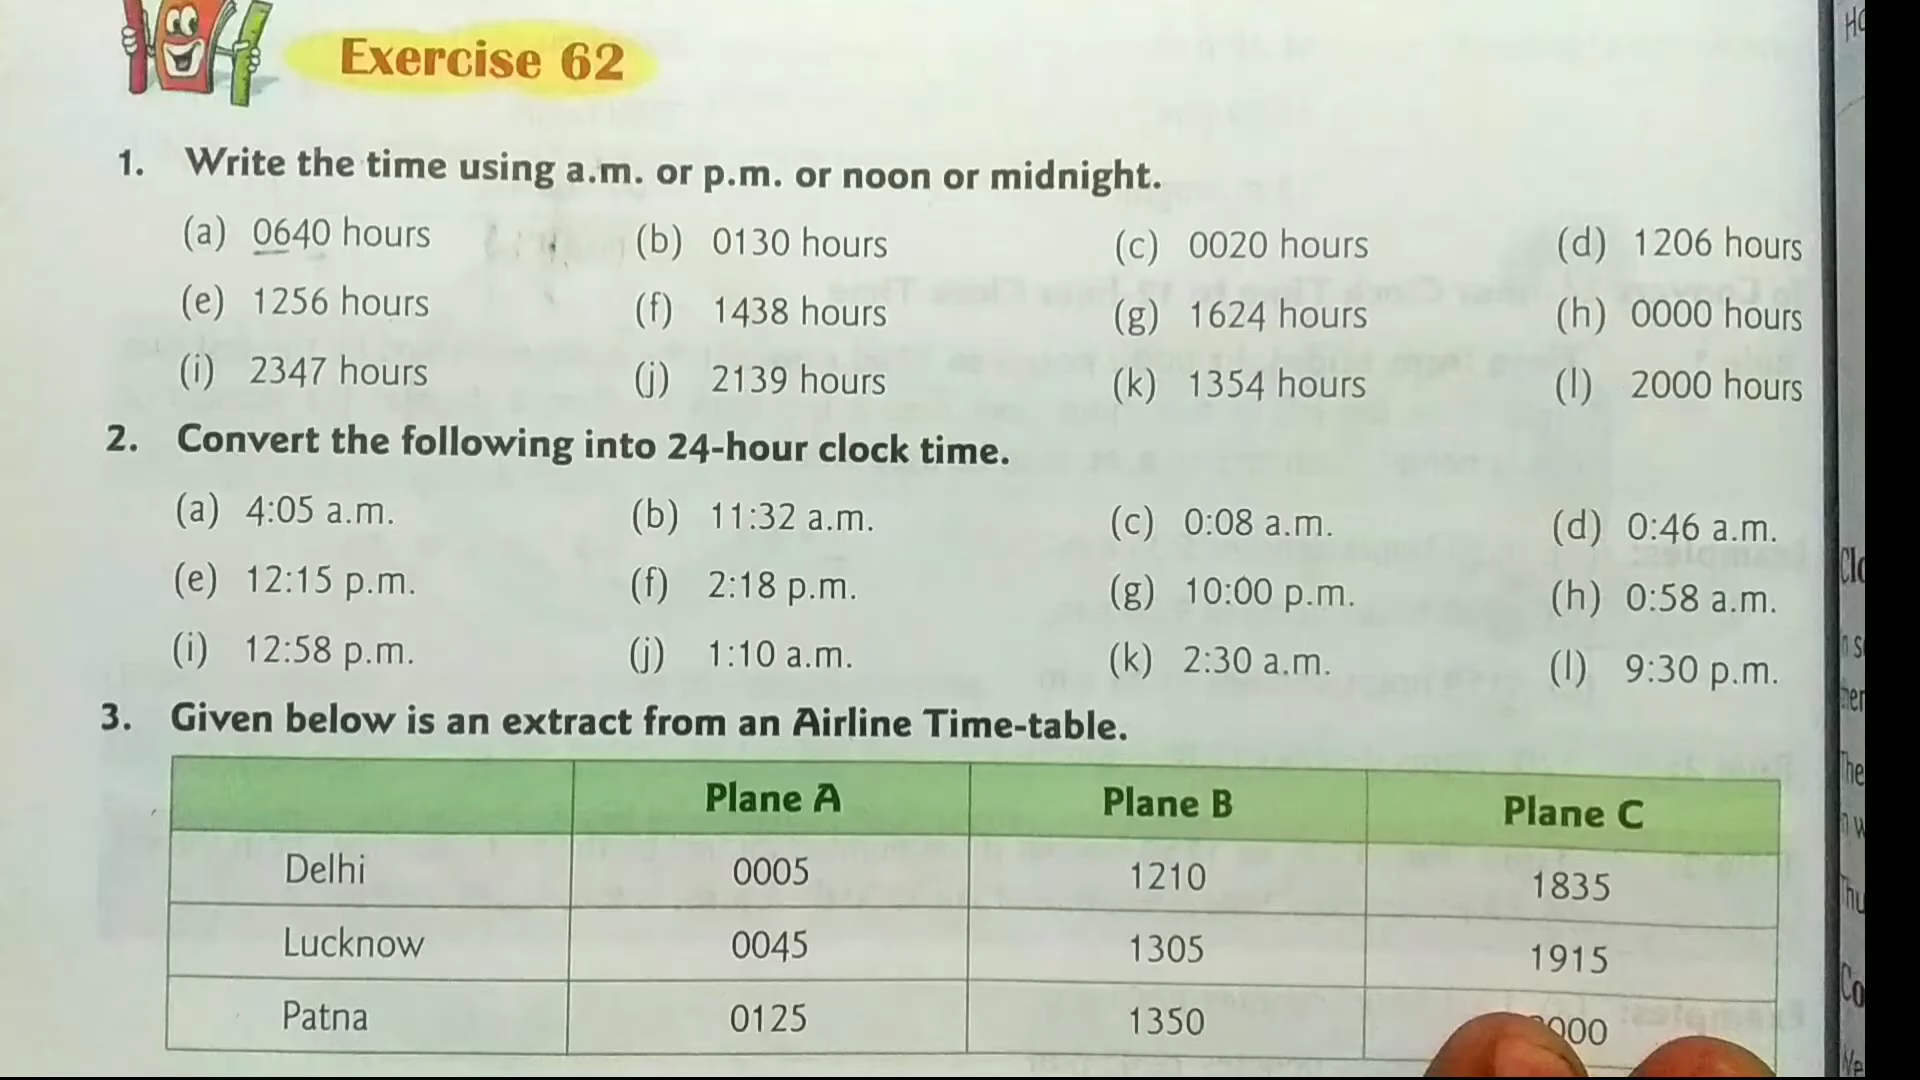 Exercise 62
1. Write the time using a.m. or p.m. or noon or midnight.
(a) 0640 hours (b) 0130 hours (c) 0020 hours (d) 1206 hours
(e) 1256 hours (f) 1438 hours (g) 1624 hours (h) 0000 hours
(i) 2347 hours (j) 2139 hours (k) 1354 hours (l) 2000 hours
2. Convert the following into 24-hour clock time.
(a) 4:05 a.m. (b) 11:32 a.m. (c) 0:08 a.m. (d) 0:46 a.m.
(e) 12:15 p.m. (f) 2:18 p.m. (g) 10:00 p.m. (h) 0:58 a.m.
(i) 12:58 p.m. (j) 1:10 a.m. (k) 2:30 a.m. (l) 9:30 p.m.
3. Given below is an extract from an Airline Time-table.
Plane A Plane B Plane C
Delhi 0005 1210 1835
Lucknow 0045 1305 1915
Patna 0125 1350